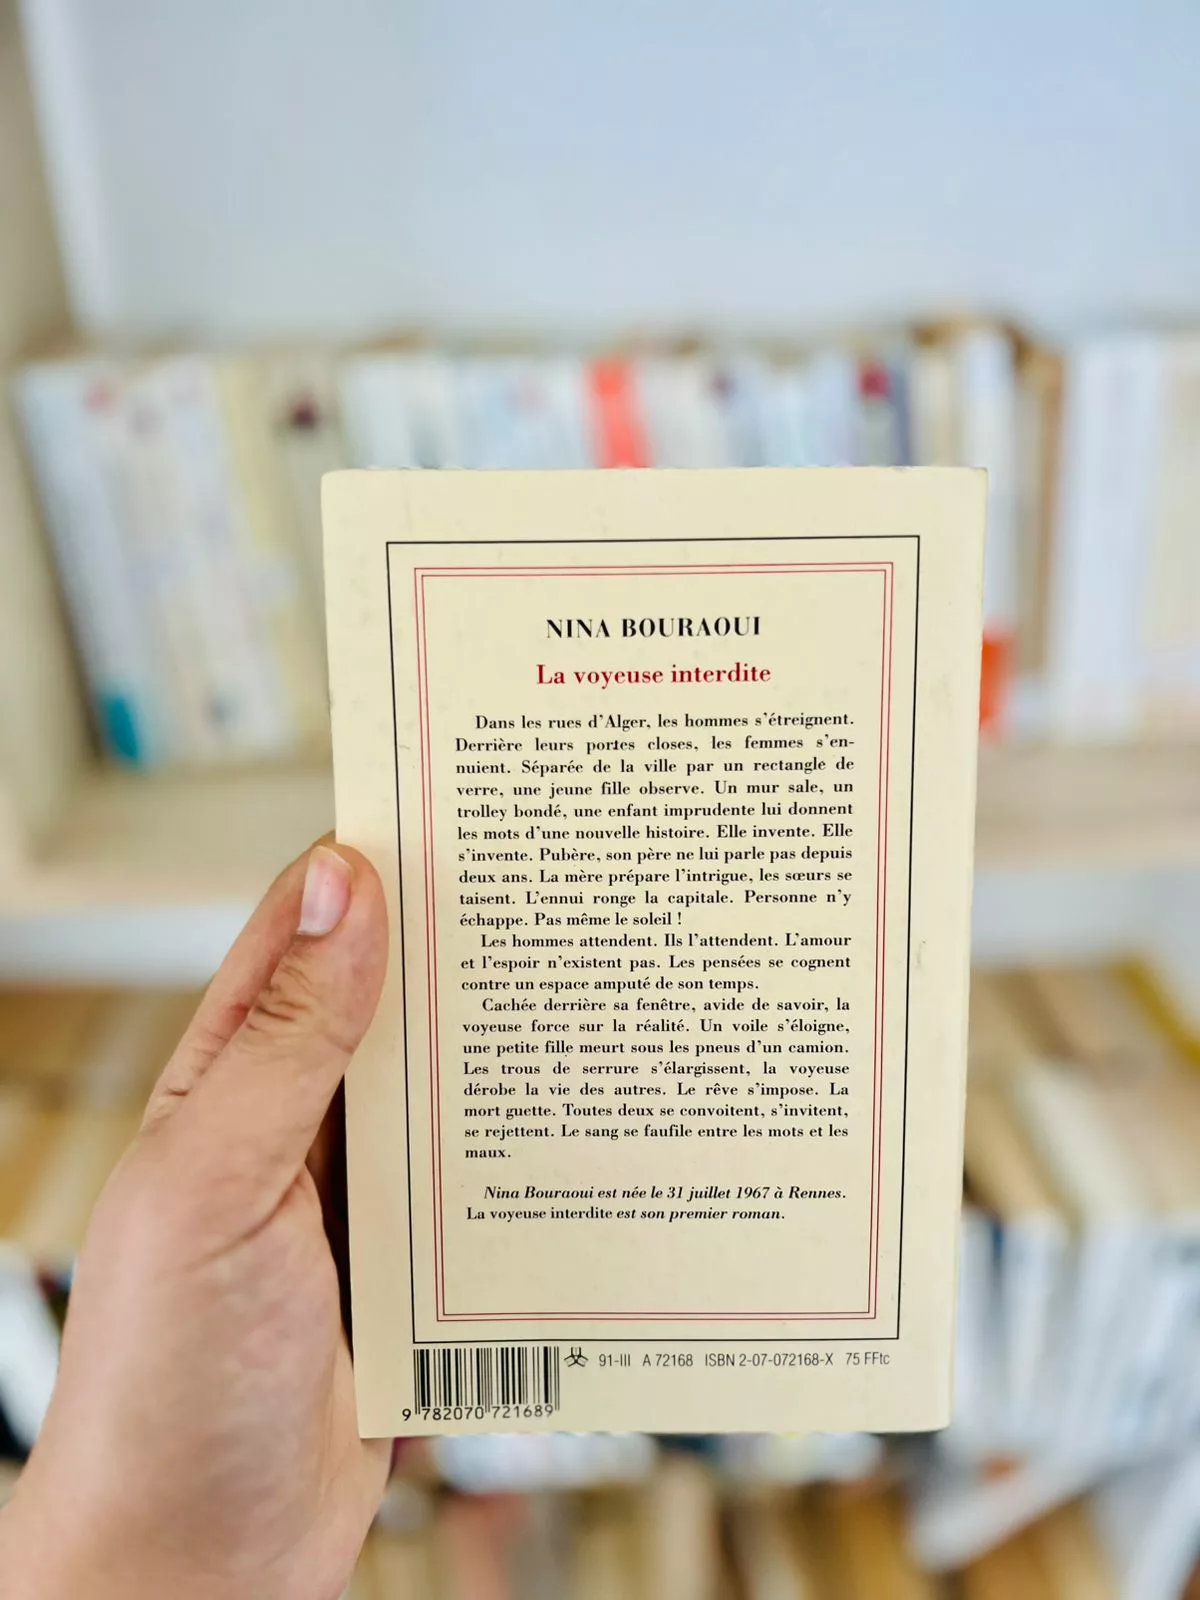 NINA BOURAOUI
La voyeuse interdite
Dans les rues d'Alger, les hommes s'étreignent.
Derrière leurs portes closes, les femmes s'en-
nuient. Séparée de la ville par un rectangle de
verre, une jeune fille observe. Un mur sale, un
trolley bondé, une enfant imprudente lui donnent
les mots d'une nouvelle histoire. Elle invente. Elle
s'invente. Pubère, son père ne lui parle pas depuis
deux ans. La mère prépare l'intrigue, les sœurs se
taisent. L'ennui ronge la capitale. Personne n'y
échappe. Pas même le soleil !
Les hommes attendent. Ils l'attendent. L'amour
et l'espoir n'existent pas. Les pensées se cognent
contre un espace amputé de son temps.
Cachée derrière sa fenêtre, avide de savoir, la
voyeuse force sur la réalité. Un voile s'éloigne,
une petite fille meurt sous les pneus d'un camion.
Les trous de serrure s'élargissent, la voyeuse
dérobe la vie des autres. Le rêve s'impose. La
mort guette. Toutes deux se convoitent, s'invitent,
se rejettent. Le sang se faufile entre les mots et les
maux.
Nina Bouraoui est née le 31 juillet 1967 à Rennes.
La voyeuse interdite est son premier roman.
91-III A 72168 ISBN 2-07-072168-X 75 FFtc
9 782070 721689